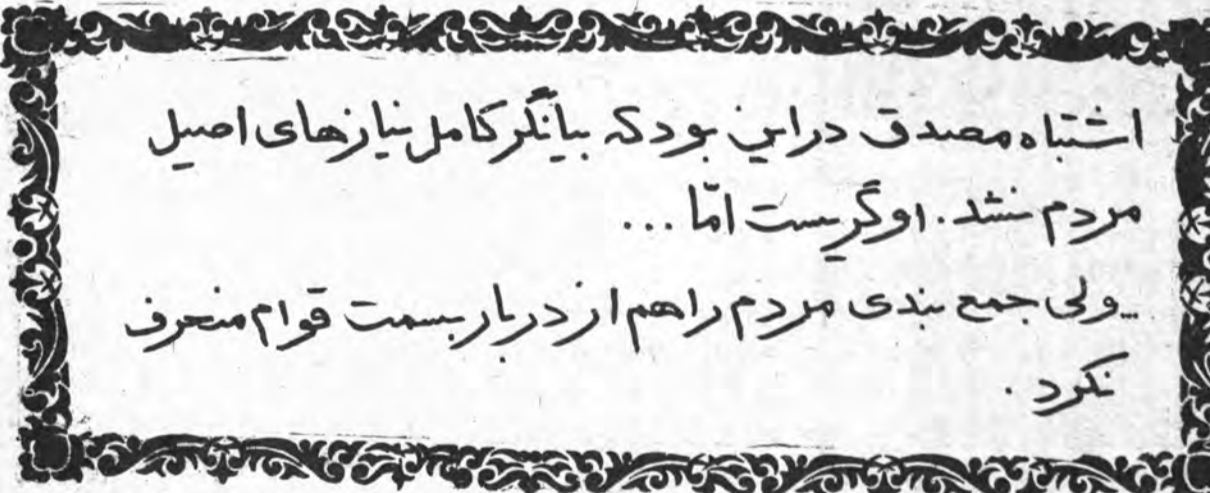 اشتباه مصدق در این بود که بیانگر کامل نیازهای اصیل
مردم نشد. او گریست امّا ...
..ولی جمع بندی مردم را هم از دربار بسمت قوام منحرف
نکرد.